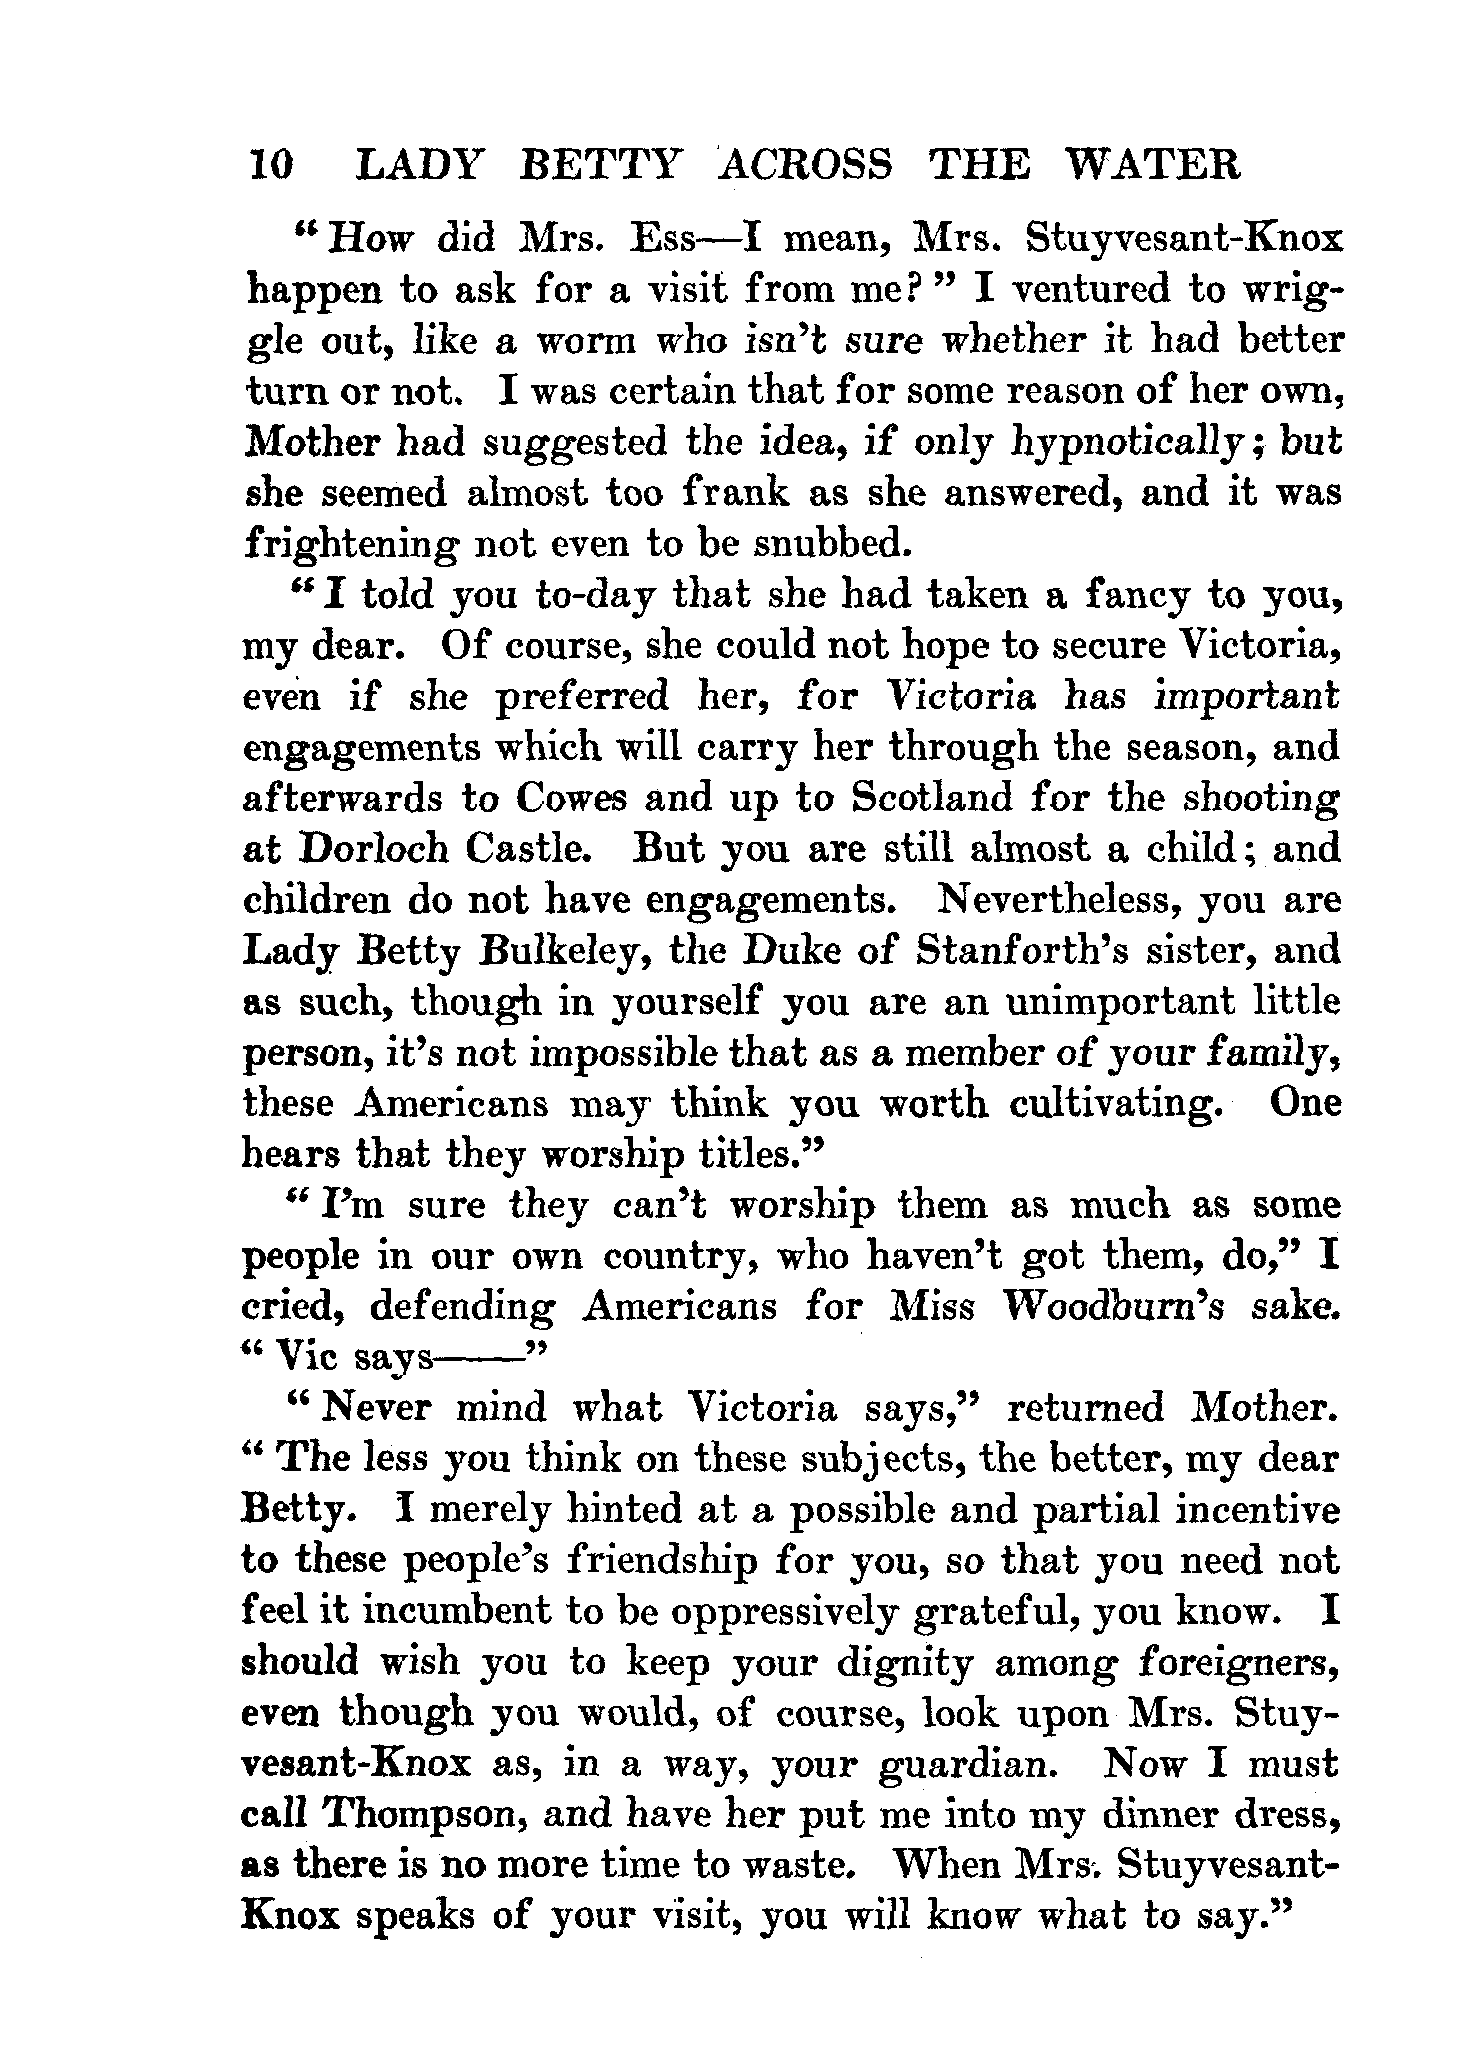 10 LADY BETTY ACROSS THE WATER
“How did Mrs. Ess—I mean, Mrs. Stuyvesant-Knox
happen to ask for a visit from me?” I ventured to wrig-
gle out, like a worm who isn’t sure whether it had better
turn or not. I was certain that for some reason of her own,
Mother had suggested the idea, if only hypnotically; but
she seemed almost too frank as she answered, and it was
frightening not even to be snubbed.
“I told you to-day that she had taken a fancy to you,
my dear. Of course, she could not hope to secure Victoria,
even if she preferred her, for Victoria has important
engagements which will carry her through the season, and
afterwards to Cowes and up to Scotland for the shooting
at Dorloch Castle. But you are still almost a child; and
children do not have engagements. Nevertheless, you are
Lady Betty Bulkeley, the Duke of Stanforth’s sister, and
as such, though in yourself you are an unimportant little
person, it’s not impossible that as a member of your family,
these Americans may think you worth cultivating. One
hears that they worship titles.”
“I’m sure they can’t worship them as much as some
people in our own country, who haven’t got them, do,” I
cried, defending Americans for Miss Woodburn’s sake.
“Vic says——”
“Never mind what Victoria says,” returned Mother.
“The less you think on these subjects, the better, my dear
Betty. I merely hinted at a possible and partial incentive
to these people’s friendship for you, so that you need not
feel it incumbent to be oppressively grateful, you know. I
should wish you to keep your dignity among foreigners,
even though you would, of course, look upon Mrs. Stuy-
vesant-Knox as, in a way, your guardian. Now I must
call Thompson, and have her put me into my dinner dress,
as there is no more time to waste. When Mrs. Stuyvesant-
Knox speaks of your visit, you will know what to say.”